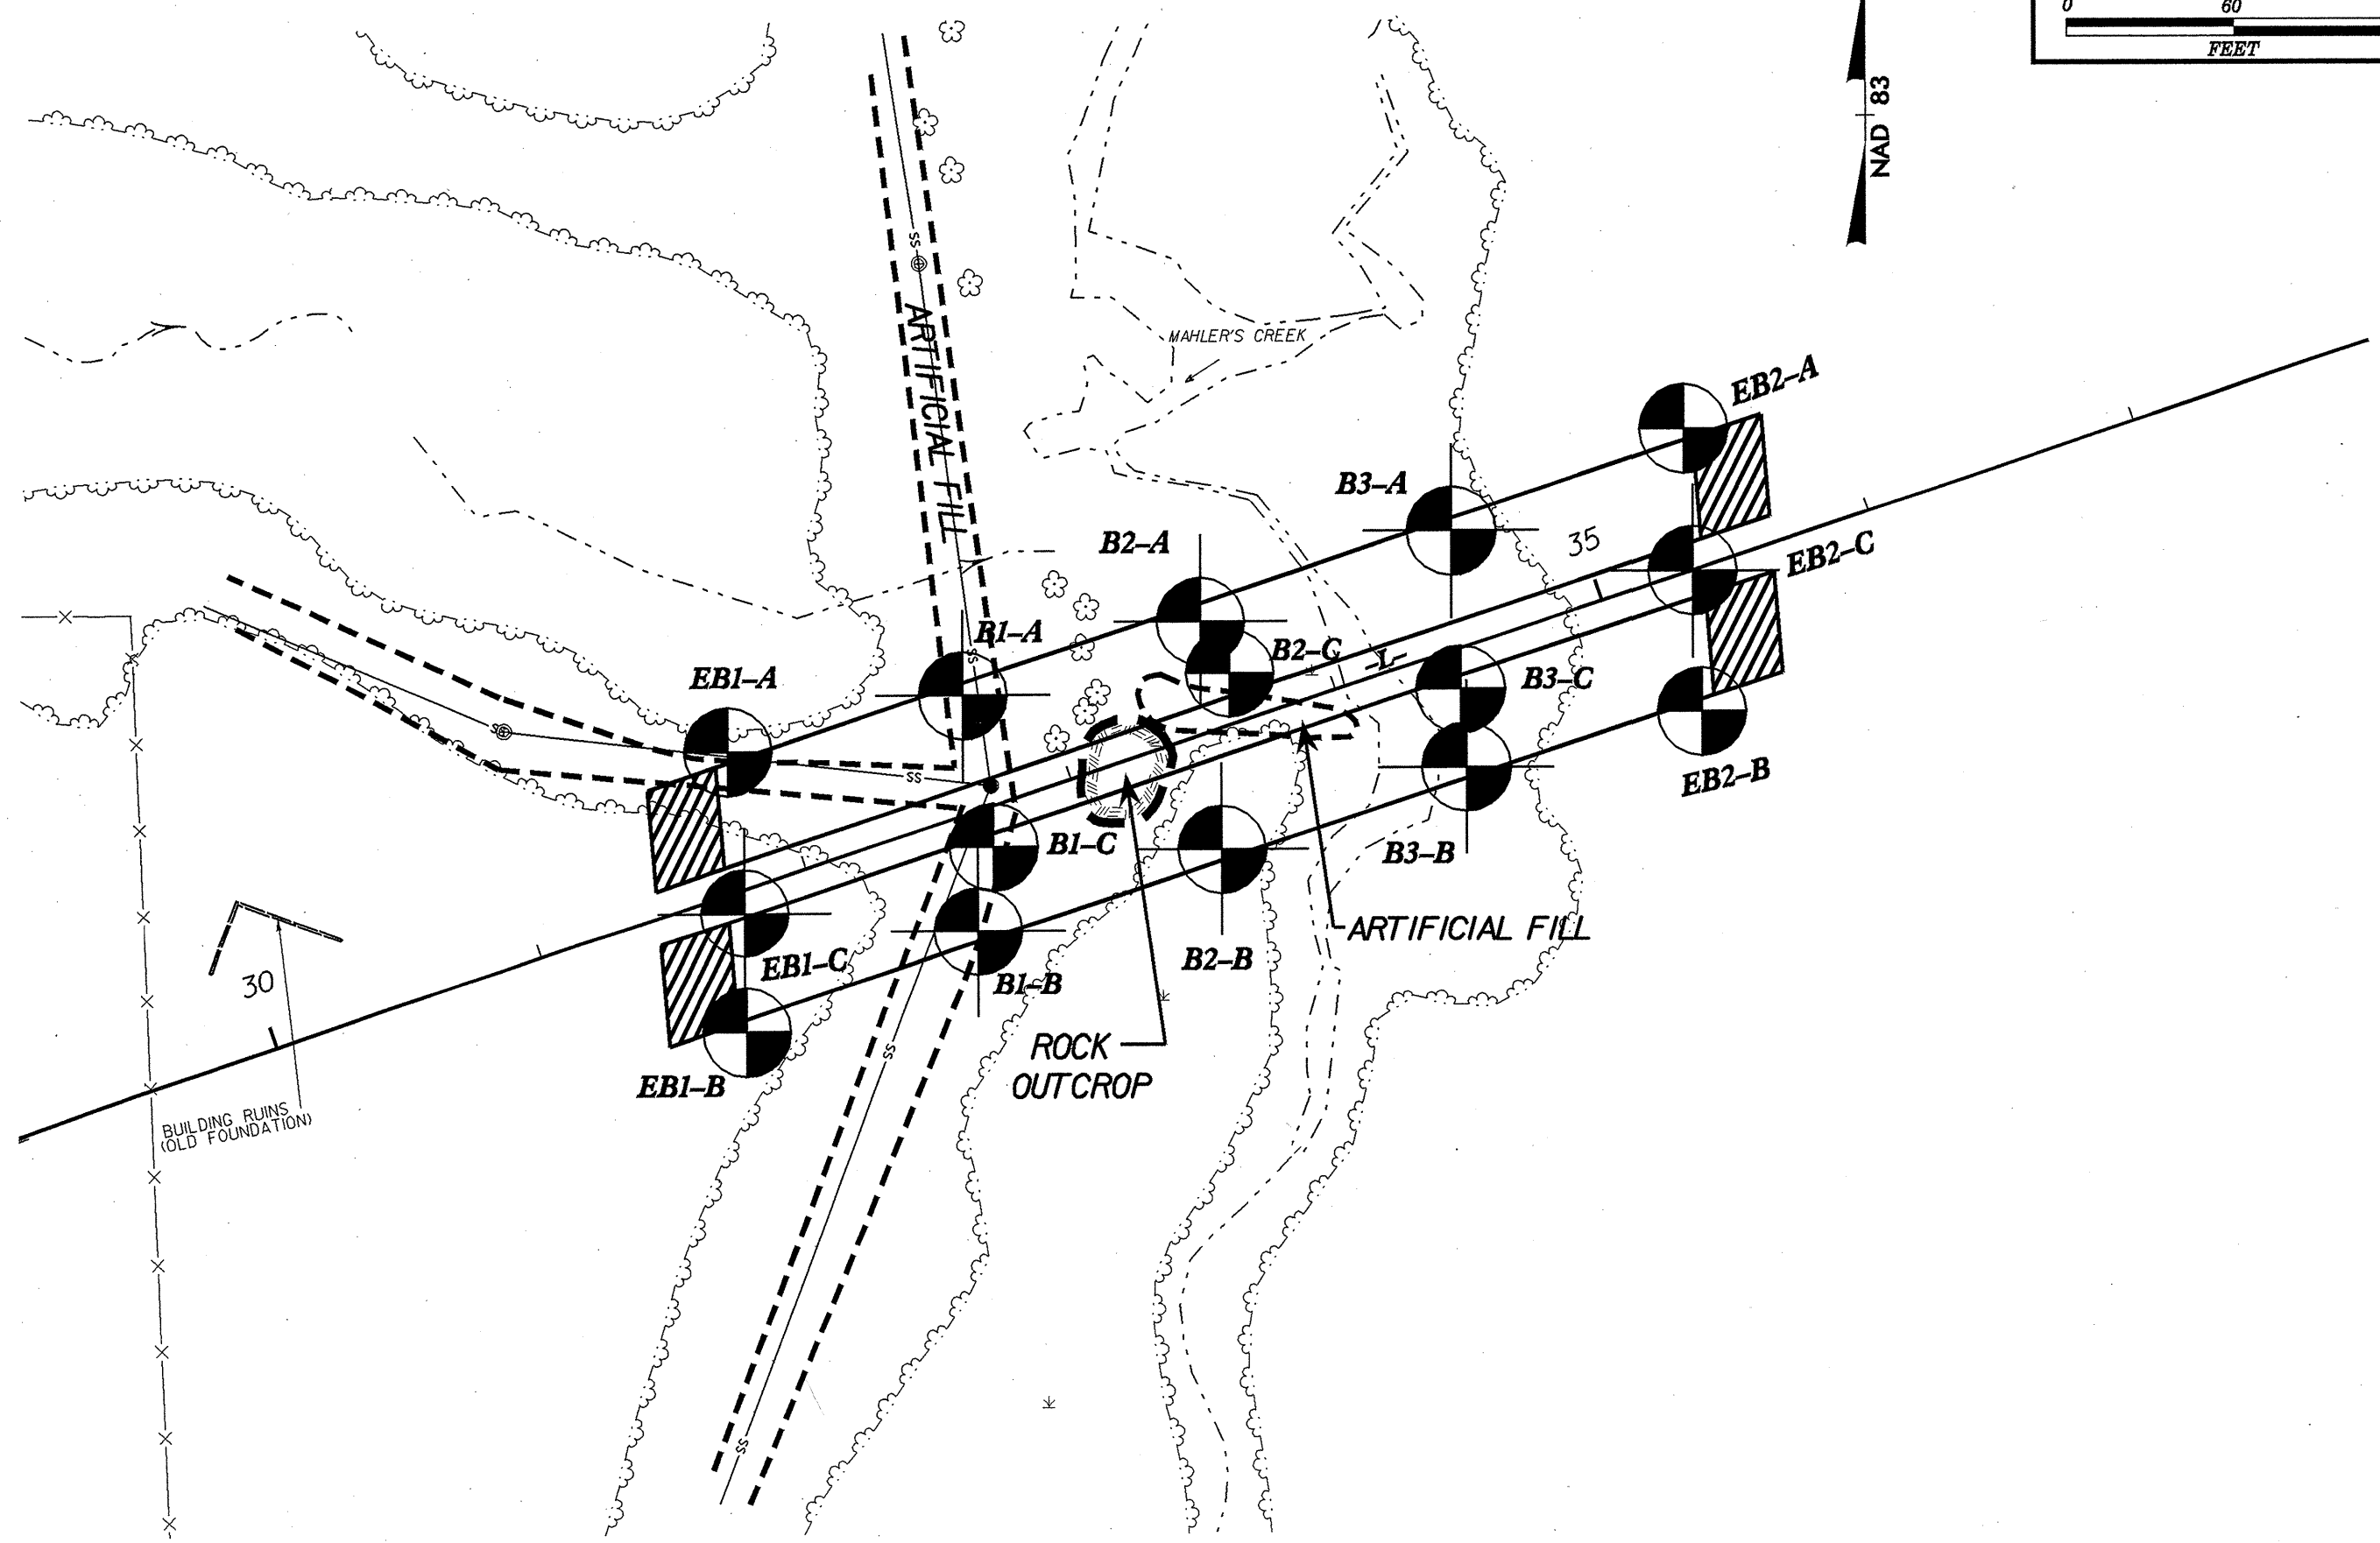 0 60
FEET
NAD 83
SS
ARTIFICIAL FILL
MAHLER'S CREEK
EB2-A
B3-A
35
EB2-C
B2-A
B1-A
SS
B2-C
-L-
B3-C
EB1-A
SS
SS
EB2-B
B1-C
B3-B
ARTIFICIAL FILL
EB1-C
B2-B
30
B1-B
ROCK
OUTCROP
SS
EB1-B
BUILDING RUINS
(OLD FOUNDATION)
SS